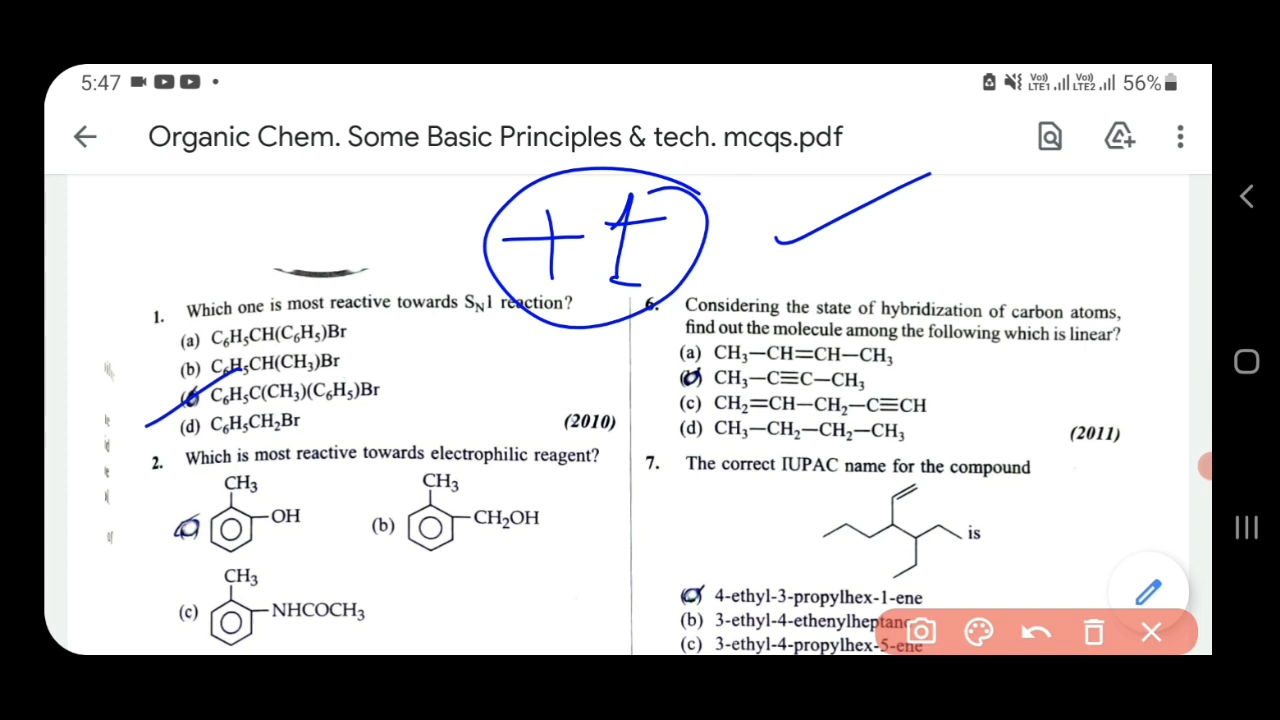 5:47
Vo)) LTE1 Vo)) LTE2 56%
Organic Chem. Some Basic Principles & tech. mcqs.pdf
1. Which one is most reactive towards SN1 reaction?
(a) C6H5CH(C6H5)Br
(b) C6H5CH(CH3)Br
C6H5C(CH3)(C6H5)Br
(d) C6H5CH2Br
(2010)
2. Which is most reactive towards electrophilic reagent?
CH3
OH
(b)
CH3
CH2OH
(c)
CH3
NHCOCH3
6. Considering the state of hybridization of carbon atoms,
find out the molecule among the following which is linear?
(a) CH3—CH=CH—CH3
CH3—C≡C—CH3
(c) CH2=CH—CH2—C≡CH
(d) CH3—CH2—CH2—CH3
(2011)
7. The correct IUPAC name for the compound
is
4-ethyl-3-propylhex-1-ene
(b) 3-ethyl-4-ethenylheptane
(c) 3-ethyl-4-propylhex-5-ene